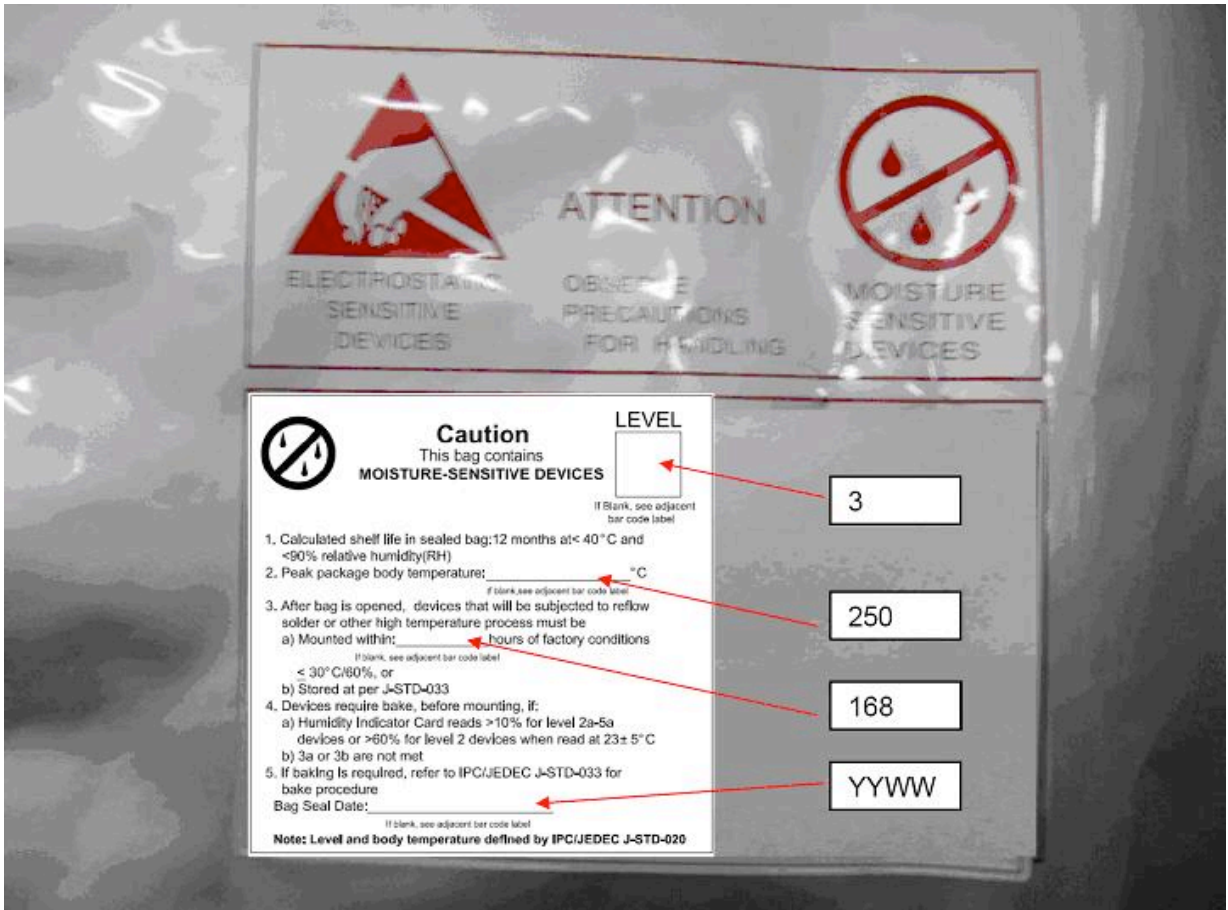 ATTENTION
ELECTROSTATIC
SENSITIVE
DEVICES
OBSERVE
PRECAUTIONS
FOR HANDLING
MOISTURE
SENSITIVE
DEVICES
Caution
This bag contains
MOISTURE-SENSITIVE DEVICES
LEVEL
If Blank, see adjacent
bar code label
1. Calculated shelf life in sealed bag:12 months at< 40°C and
<90% relative humidity(RH)
2. Peak package body temperature:____________________°C
if blank,see adjacent bar code label
3. After bag is opened, devices that will be subjected to reflow
solder or other high temperature process must be
a) Mounted within:____________ hours of factory conditions
If blank, see adjacent bar code label
≤ 30°C/60%, or
b) Stored at per J-STD-033
4. Devices require bake, before mounting, if:
a) Humidity Indicator Card reads >10% for level 2a-5a
devices or >60% for level 2 devices when read at 23± 5°C
b) 3a or 3b are not met
5. If baking is required, refer to IPC/JEDEC J-STD-033 for
bake procedure
Bag Seal Date:__________________________
If blank, see adjacent bar code label
Note: Level and body temperature defined by IPC/JEDEC J-STD-020
3
250
168
YYWW